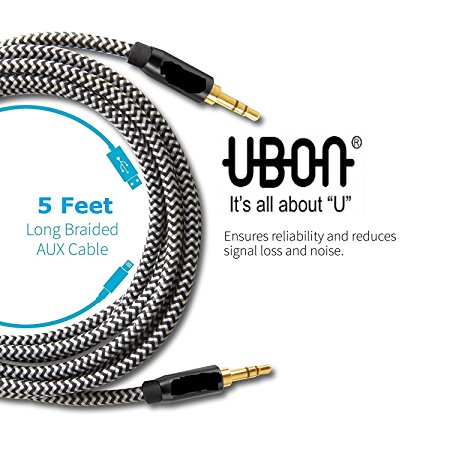 UBON®
It's all about "U"
5 Feet
Long Braided
AUX Cable
Ensures reliability and reduces
signal loss and noise.